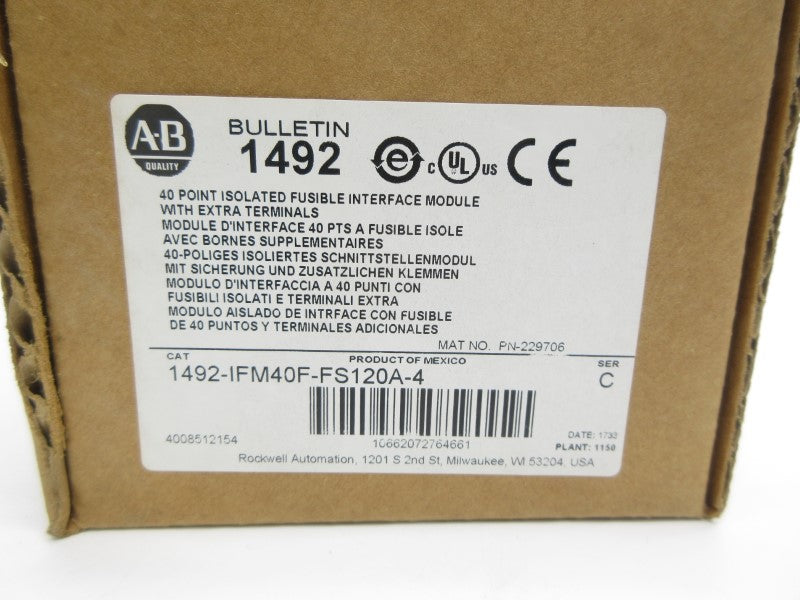 A-B
QUALITY
BULLETIN
1492
e
c UL us CE
40 POINT ISOLATED FUSIBLE INTERFACE MODULE
WITH EXTRA TERMINALS
MODULE D'INTERFACE 40 PTS A FUSIBLE ISOLE
AVEC BORNES SUPPLEMENTAIRES
40-POLIGES ISOLIERTES SCHNITTSTELLENMODUL
MIT SICHERUNG UND ZUSATZLICHEN KLEMMEN
MODULO D'INTERFACCIA A 40 PUNTI CON
FUSIBILI ISOLATI E TERMINALI EXTRA
MODULO AISLADO DE INTRFACE CON FUSIBLE
DE 40 PUNTOS Y TERMINALES ADICIONALES
MAT NO. PN-229706
CAT
PRODUCT OF MEXICO
SER
1492-IFM40F-FS120A-4
C
4008512154
10662072764661
DATE: 1733
PLANT: 1150
Rockwell Automation, 1201 S 2nd St, Milwaukee, WI 53204, USA